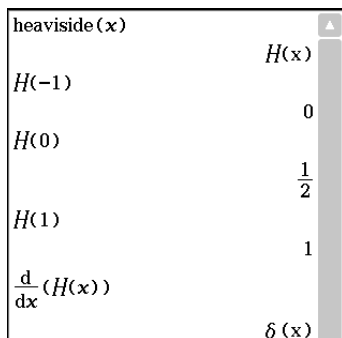 heaviside(x)
H(x)
H(-1)
0
H(0)
1/2
H(1)
1
d/dx(H(x))
δ(x)